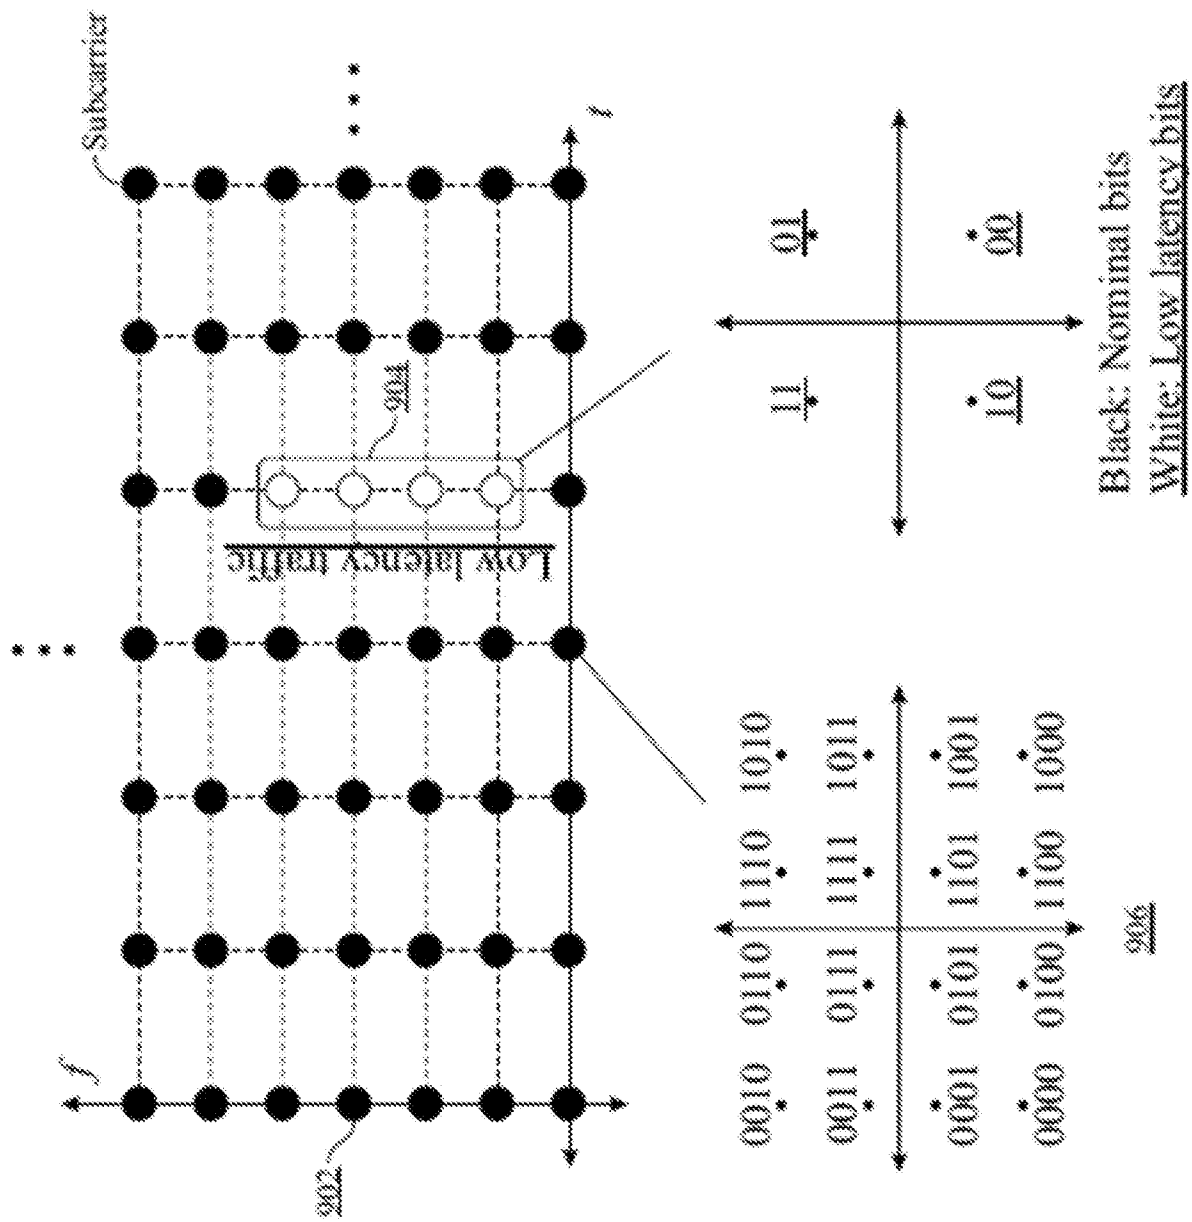 Subcarrier
f
902
Low latency traffic
904
t
0010 0110 1110 1010
0011 0111 1111 1011
0001 0101 1101 1001
0000 0100 1100 1000
906
11 01
10 00
Black: Nominal bits
White: Low latency bits